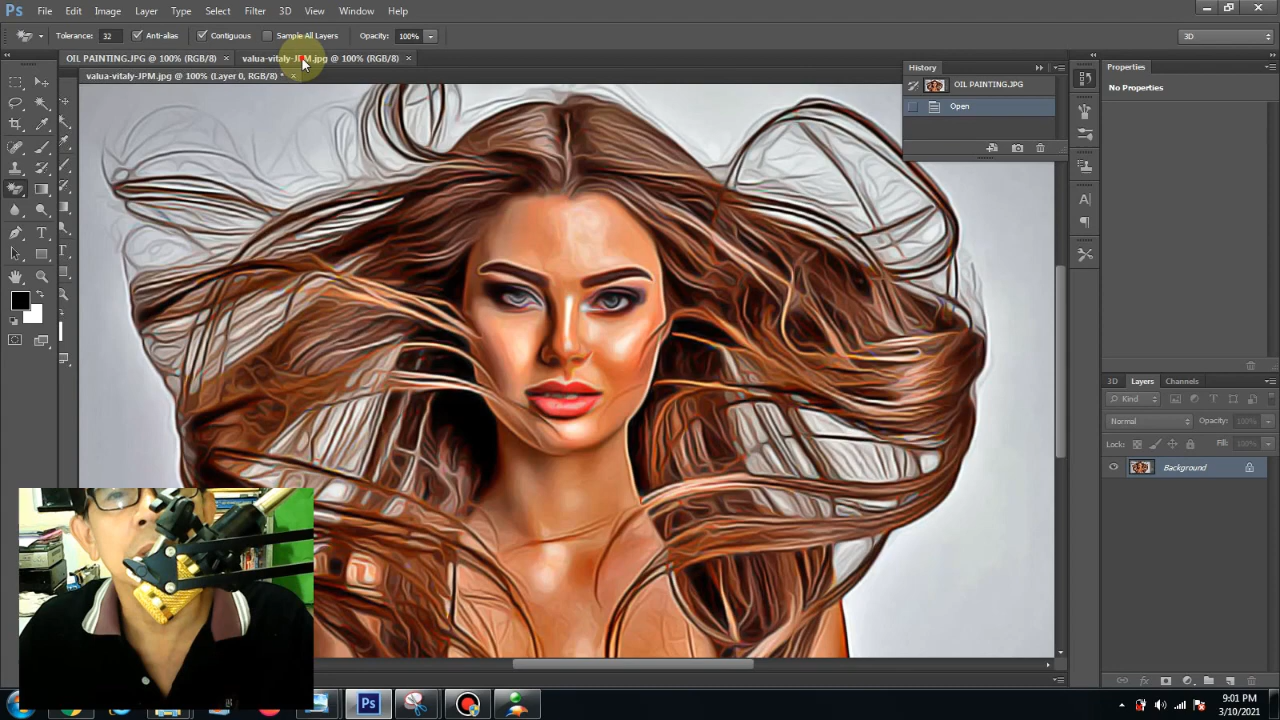 Ps File Edit Image Layer Type Select Filter 3D View Window Help
Tolerance: 32 Anti-alias Contiguous Sample All Layers Opacity: 100% 3D
OIL PAINTING.JPG @ 100% (RGB/8) × valua-vitaly-JPM.jpg @ 100% (RGB/8) ×
valua-vitaly-JPM.jpg @ 100% (Layer 0, RGB/8) * ×
History
OIL PAINTING.JPG
Open
Properties
No Properties
3D Layers Channels
Kind
Normal Opacity: 100%
Lock: Fill: 100%
Background
Ps
9:01 PM
3/10/2021